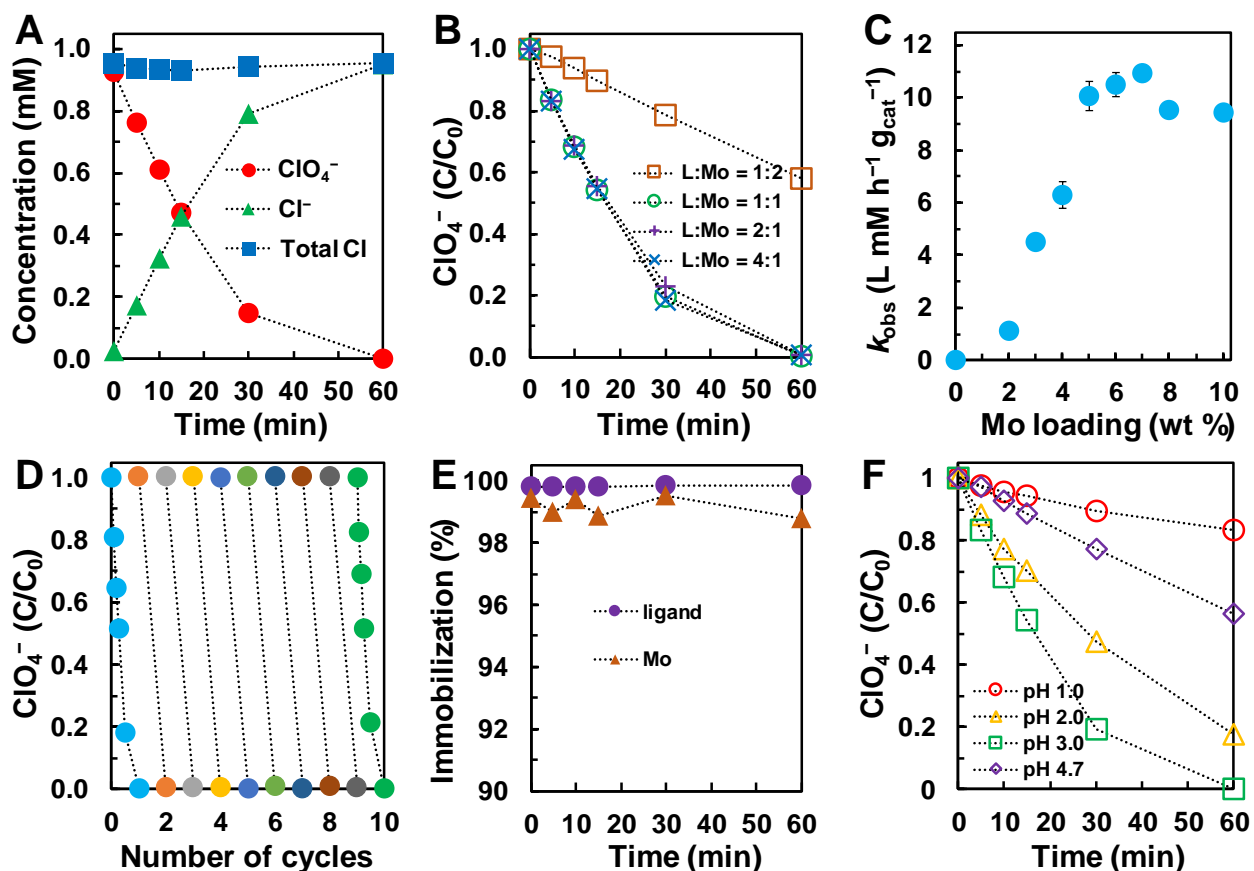 A
Concentration (mM)
1.0
0.8
0.6
0.4
0.2
0.0
ClO₄⁻
Cl⁻
Total Cl
0 10 20 30 40 50 60
Time (min)
B
ClO₄⁻ (C/C₀)
1.0
0.8
0.6
0.4
0.2
0.0
L:Mo = 1:2
L:Mo = 1:1
L:Mo = 2:1
L:Mo = 4:1
0 10 20 30 40 50 60
Time (min)
C
kobs (L mM h⁻¹ gcat⁻¹)
12
10
8
6
4
2
0
0 2 4 6 8 10
Mo loading (wt %)
D
ClO₄⁻ (C/C₀)
1.0
0.8
0.6
0.4
0.2
0.0
0 2 4 6 8 10
Number of cycles
E
Immobilization (%)
100
98
96
94
92
90
ligand
Mo
0 10 20 30 40 50 60
Time (min)
F
ClO₄⁻ (C/C₀)
1
0.8
0.6
0.4
0.2
0
pH 1.0
pH 2.0
pH 3.0
pH 4.7
0 10 20 30 40 50 60
Time (min)